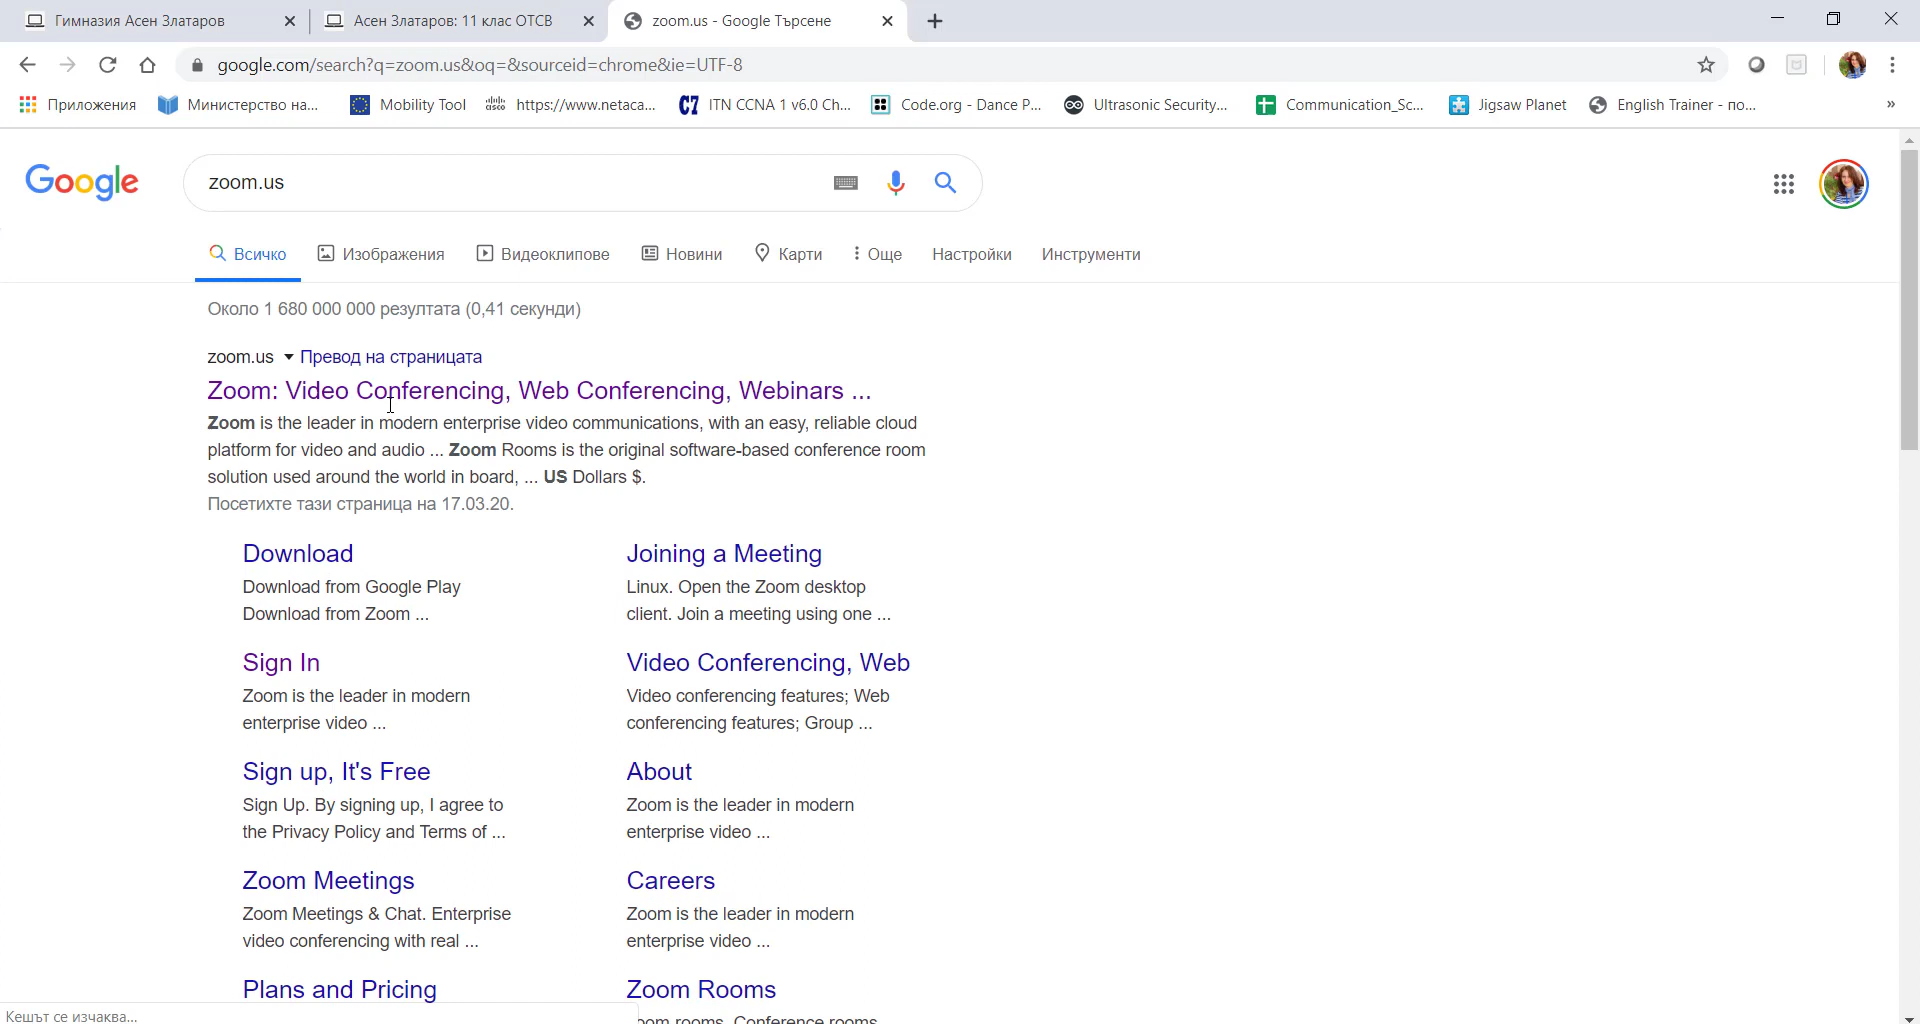 Гимназия Асен Златаров
Асен Златаров: 11 клас ОТСВ
zoom.us - Google Търсене
google.com/search?q=zoom.us&oq=&sourceid=chrome&ie=UTF-8
Приложения
Министерство на...
Mobility Tool
https://www.netaca...
ITN CCNA 1 v6.0 Ch...
Code.org - Dance P...
Ultrasonic Security...
Communication_Sc...
Jigsaw Planet
English Trainer - по...
»
Google
zoom.us
Всичко
Изображения
Видеоклипове
Новини
Карти
Още
Настройки
Инструменти
Около 1 680 000 000 резултата (0,41 секунди)
zoom.us Превод на страницата
Zoom: Video Conferencing, Web Conferencing, Webinars ...
Zoom is the leader in modern enterprise video communications, with an easy, reliable cloud
platform for video and audio ... Zoom Rooms is the original software-based conference room
solution used around the world in board, ... US Dollars $.
Посетихте тази страница на 17.03.20.
Download
Download from Google Play
Download from Zoom ...
Joining a Meeting
Linux. Open the Zoom desktop
client. Join a meeting using one ...
Sign In
Zoom is the leader in modern
enterprise video ...
Video Conferencing, Web
Video conferencing features; Web
conferencing features; Group ...
Sign up, It's Free
Sign Up. By signing up, I agree to
the Privacy Policy and Terms of ...
About
Zoom is the leader in modern
enterprise video ...
Zoom Meetings
Zoom Meetings & Chat. Enterprise
video conferencing with real ...
Careers
Zoom is the leader in modern
enterprise video ...
Plans and Pricing
Zoom Rooms
rooms. Conference rooms
Кешът се изчаква...